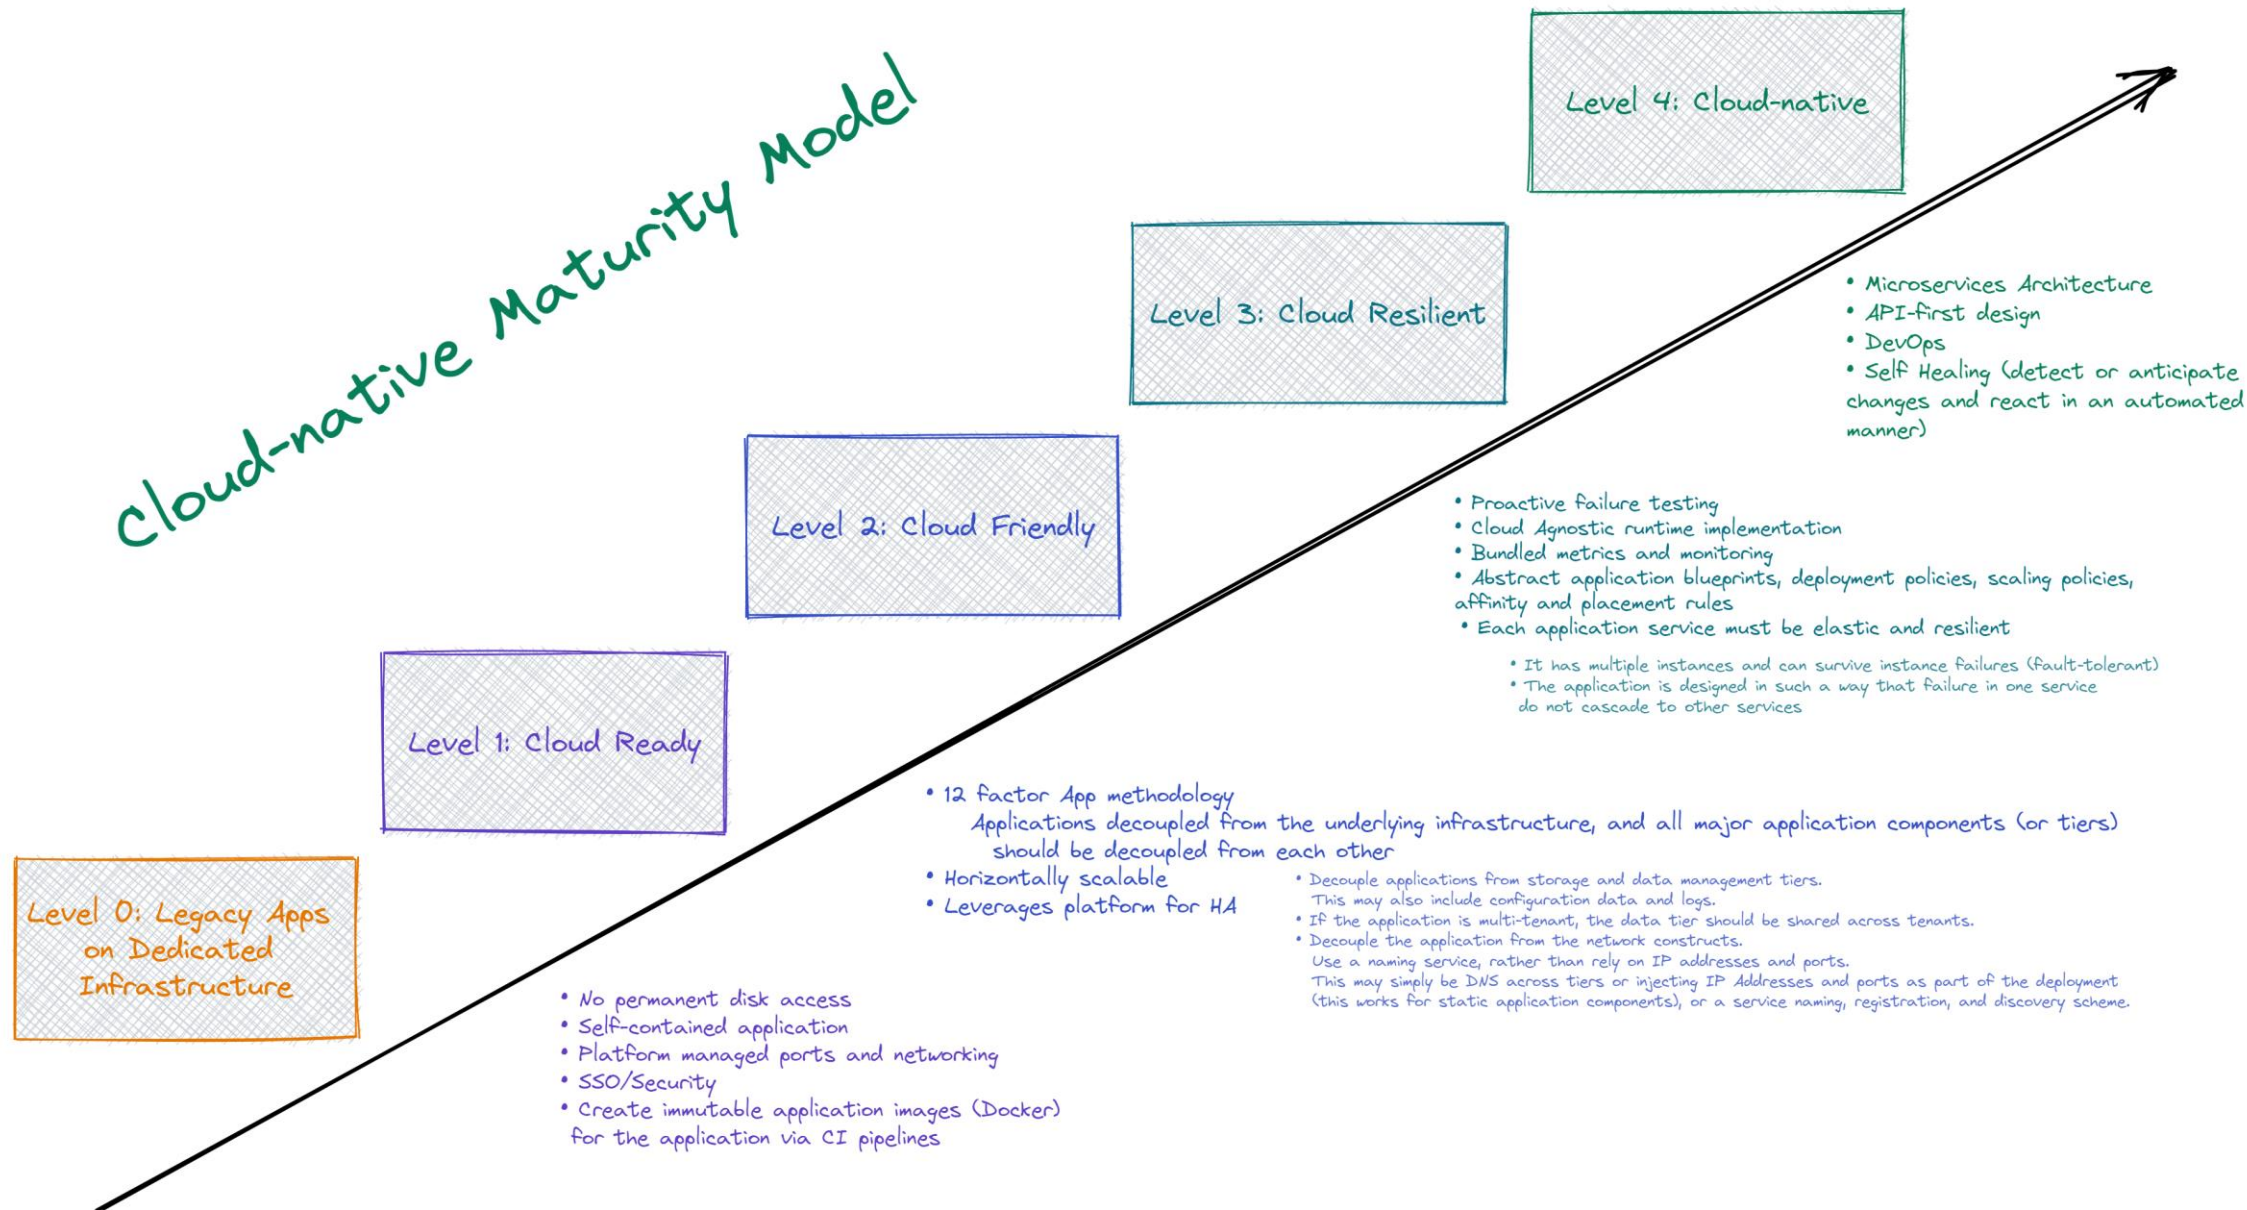 Cloud-native Maturity Model
Level 4: Cloud-native
• Microservices Architecture
• API-first design
• DevOps
• Self Healing (detect or anticipate
changes and react in an automated
manner)
Level 3: Cloud Resilient
• Proactive failure testing
• Cloud Agnostic runtime implementation
• Bundled metrics and monitoring
• Abstract application blueprints, deployment policies, scaling policies,
affinity and placement rules
• Each application service must be elastic and resilient
• It has multiple instances and can survive instance failures (fault-tolerant)
• The application is designed in such a way that failure in one service
do not cascade to other services
Level 2: Cloud Friendly
• 12 factor App methodology
Applications decoupled from the underlying infrastructure, and all major application components (or tiers)
should be decoupled from each other
• Horizontally scalable
• Leverages platform for HA
• Decouple applications from storage and data management tiers.
This may also include configuration data and logs.
• If the application is multi-tenant, the data tier should be shared across tenants.
• Decouple the application from the network constructs.
Use a naming service, rather than rely on IP addresses and ports.
This may simply be DNS across tiers or injecting IP Addresses and ports as part of the deployment
(this works for static application components), or a service naming, registration, and discovery scheme.
Level 1: Cloud Ready
• No permanent disk access
• Self-contained application
• Platform managed ports and networking
• SSO/Security
• Create immutable application images (Docker)
for the application via CI pipelines
Level 0: Legacy Apps
on Dedicated
Infrastructure